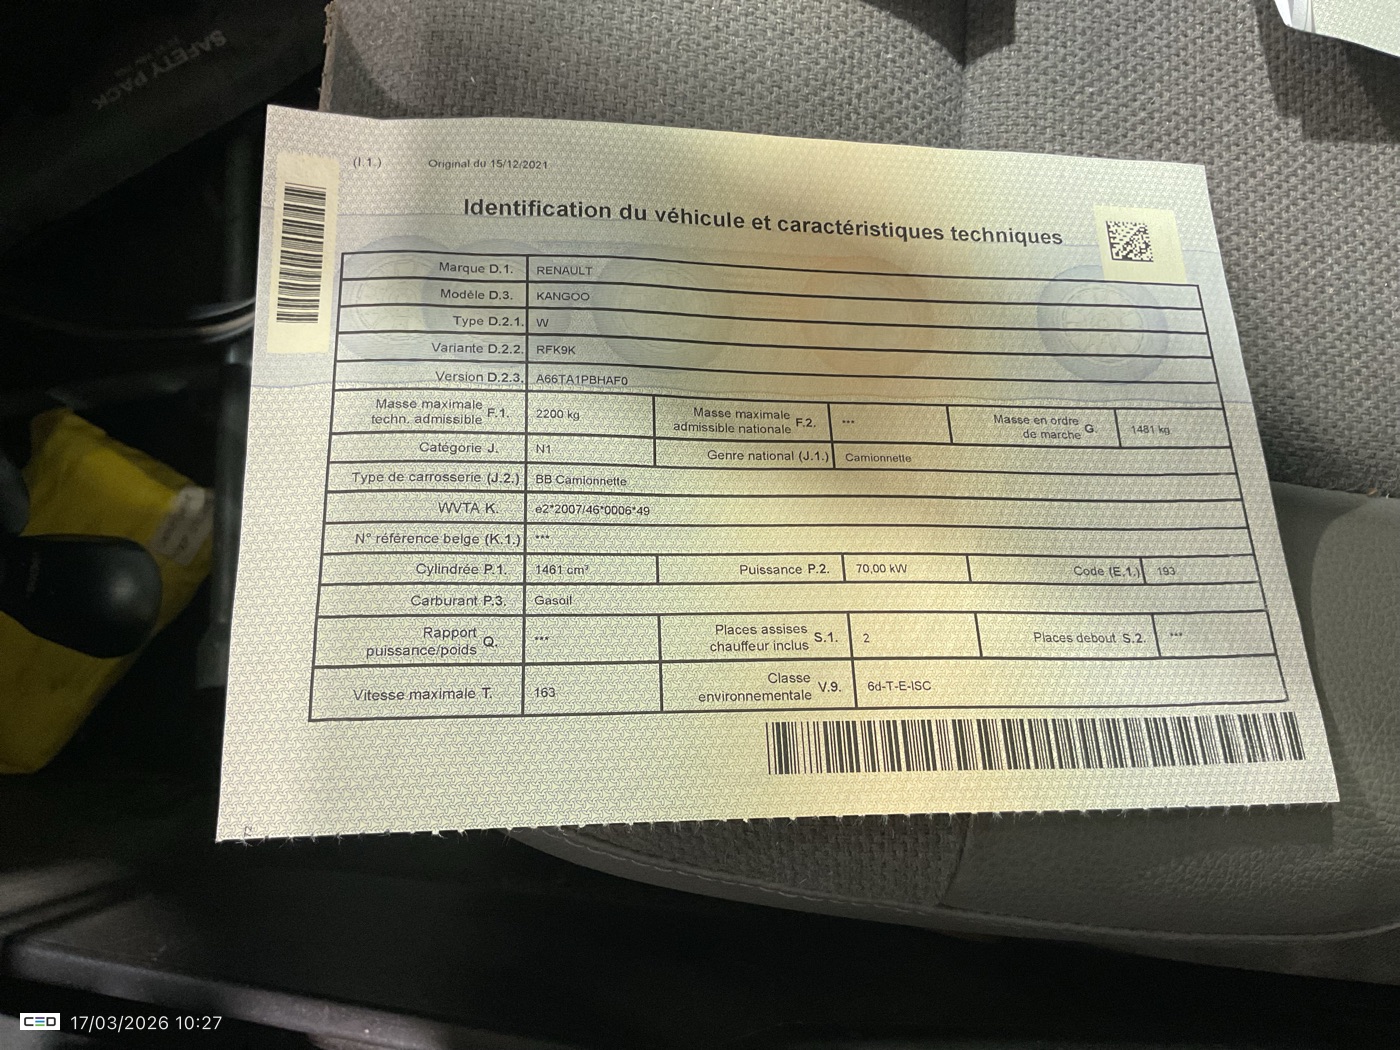 SAFETY PACK
(I.1.) Original du 15/12/2021
Identification du véhicule et caractéristiques techniques
Marque D.1. RENAULT
Modèle D.3. KANGOO
Type D.2.1. W
Variante D.2.2. RFK9K
Version D.2.3. A66TA1PBHAF0
Masse maximale techn. admissible F.1. 2200 kg Masse maximale admissible nationale F.2. *** Masse en ordre de marche G. 1481 kg
Catégorie J. N1 Genre national (J.1.) Camionnette
Type de carrosserie (J.2.) BB Camionnette
WVTA K. e2*2007/46*0006*49
N° référence belge (K.1.) ***
Cylindrée P.1. 1461 cm³ Puissance P.2. 70,00 kW Code (E.1.) 193
Carburant P.3. Gasoil
Rapport puissance/poids Q. *** Places assises chauffeur inclus S.1. 2 Places debout S.2. ***
Vitesse maximale T. 163 Classe environnementale V.9. 6d-T-E-ISC
CED 17/03/2026 10:27